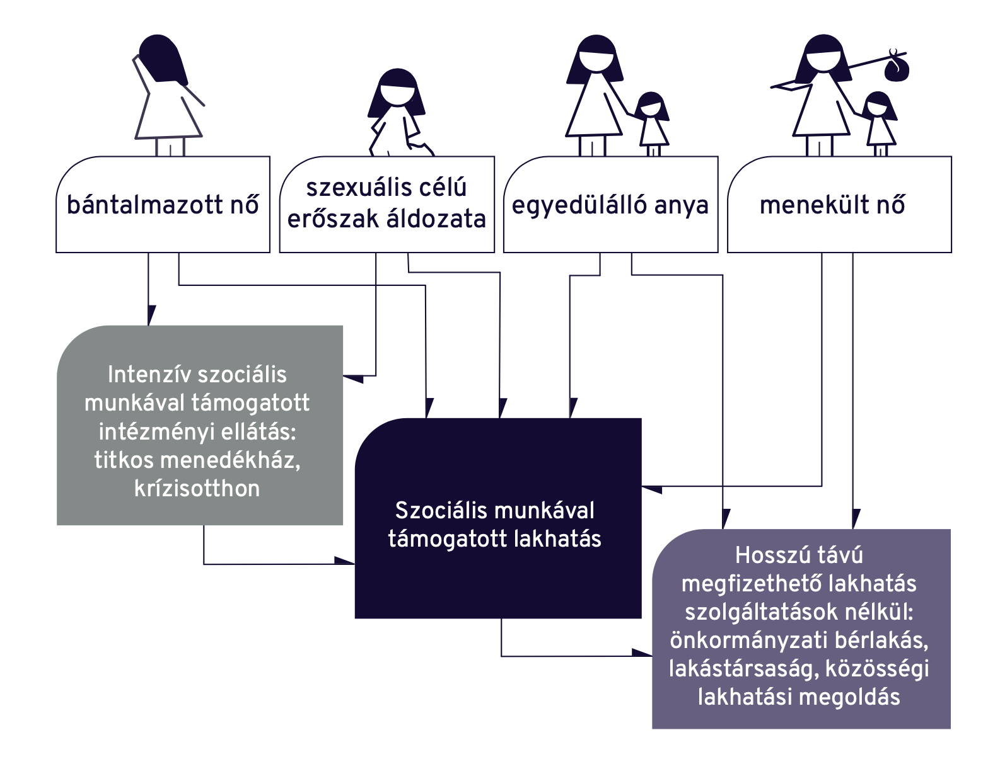 bántalmazott nő
szexuális célú
erőszak áldozata
egyedülálló anya
menekült nő
Intenzív szociális
munkával támogatott
intézményi ellátás:
titkos menedékház,
krízisotthon
Szociális munkával
támogatott lakhatás
Hosszú távú
megfizethető lakhatás
szolgáltatások nélkül:
önkormányzati bérlakás,
lakástársaság, közösségi
lakhatási megoldás